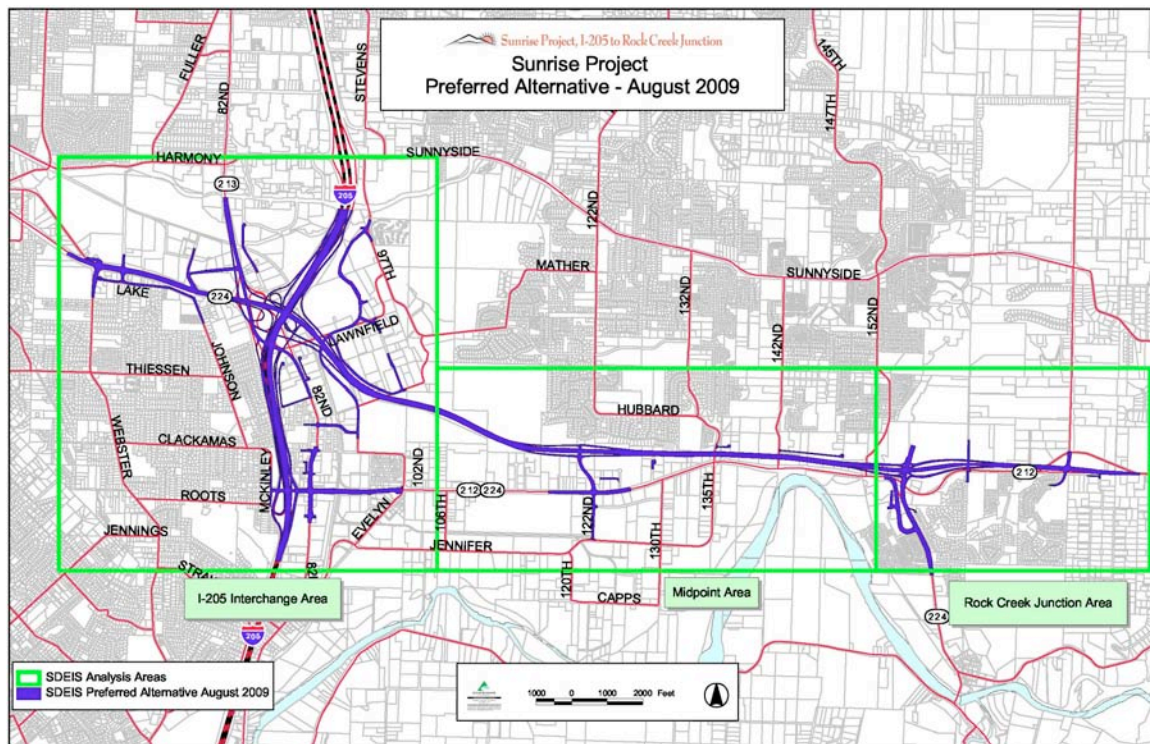 Sunrise Project, I-205 to Rock Creek Junction
Sunrise Project
Preferred Alternative - August 2009
FULLER
82ND
STEVENS
145TH
147TH
HARMONY
SUNNYSIDE
213
205
122ND
97TH
MATHER
SUNNYSIDE
132ND
142ND
152ND
LAKE
224
LAWNFIELD
JOHNSON
THIESSEN
82ND
HUBBARD
WEBSTER
CLACKAMAS
MCKINLEY
102ND
212
ROOTS
212 224
EVELYN
106TH
122ND
135TH
130TH
JENNINGS
JENNIFER
120TH
CAPPS
I-205 Interchange Area
Midpoint Area
Rock Creek Junction Area
224
205
SDEIS Analysis Areas
SDEIS Preferred Alternative August 2009
1000 0 1000 2000 Feet